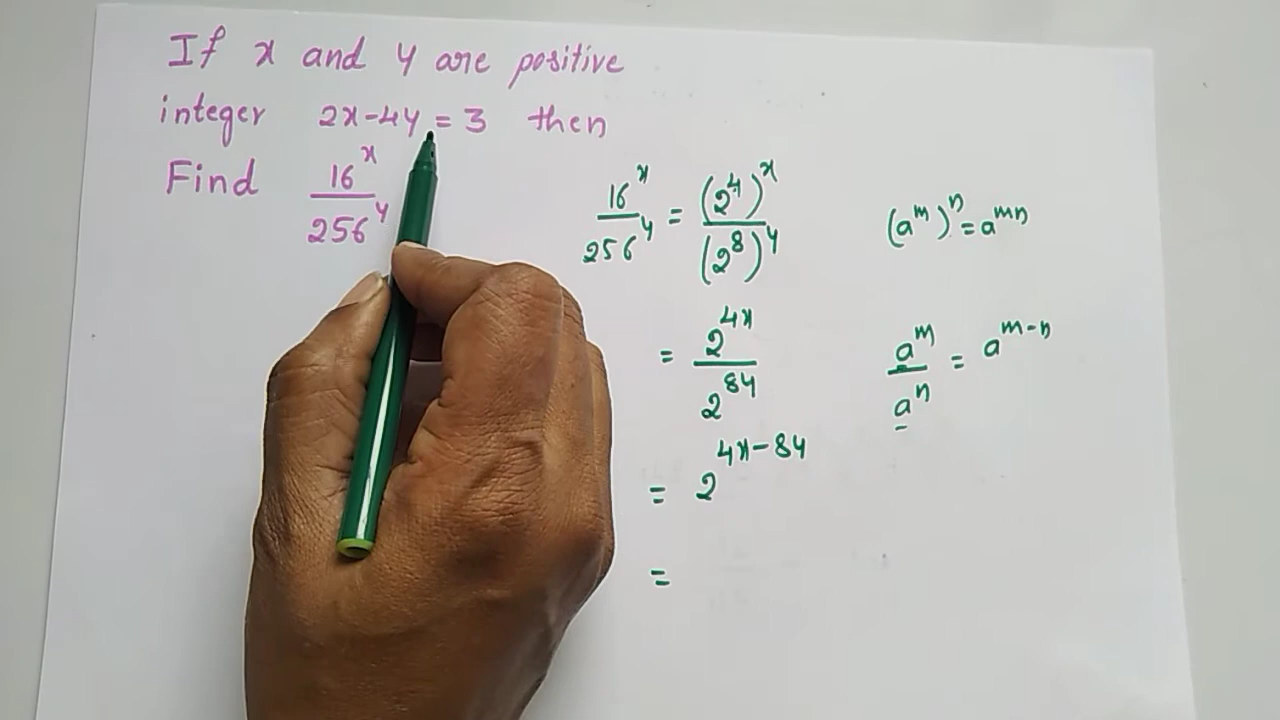 If x and y are positive
integer 2x-4y = 3 then
Find 16^x / 256^y
16^x / 256^y = (2^4)^x / (2^8)^y
(a^m)^n = a^mn
= 2^4x / 2^8y
a^m / a^n = a^m-n
= 2^4x-8y
=